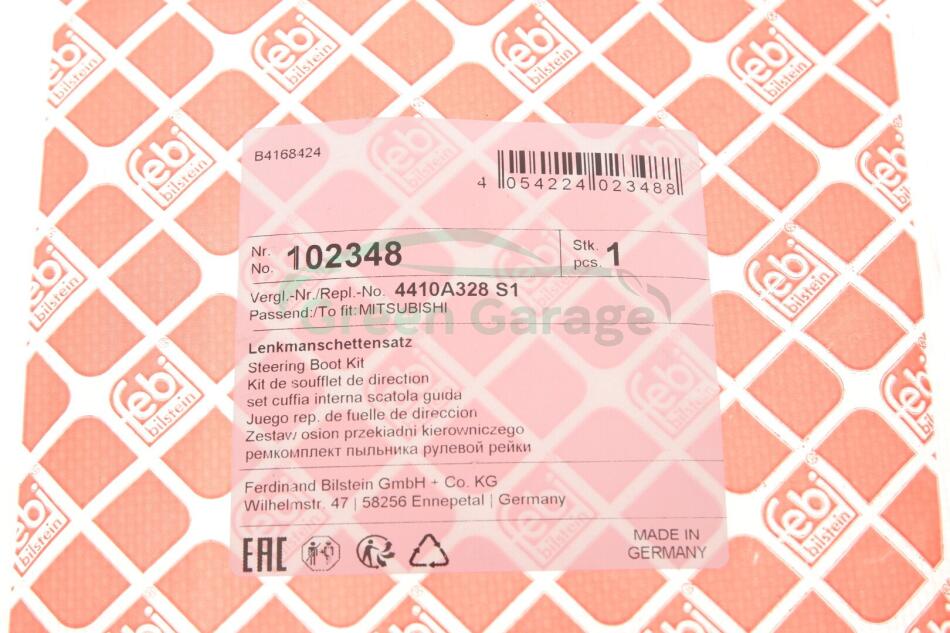 B4168424
4 054224 023488
Nr.
No. 102348
Stk.
pcs. 1
Vergl.-Nr./Repl.-No. 4410A328 S1
Passend:/To fit:MITSUBISHI
Green Garage
Lenkmanschettensatz
Steering Boot Kit
Kit de soufflet de direction
set cuffia interna scatola guida
Juego rep. de fuelle de direccion
Zestaw osion przekiadni kierowniczego
ремкомплект пыльника рулевой рейки
Ferdinand Bilstein GmbH + Co. KG
Wilhelmstr. 47 | 58256 Ennepetal | Germany
EAC
MADE IN
GERMANY
febi
bilstein